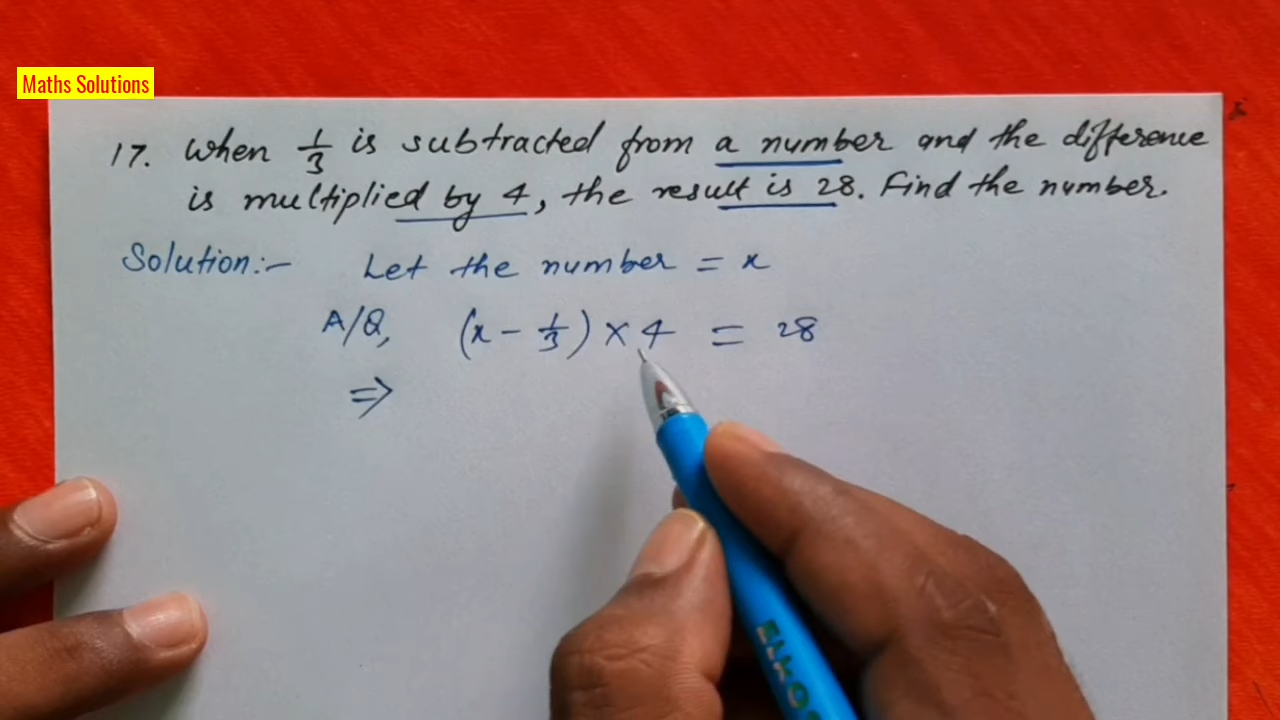 Maths Solutions
17. When 1/3 is subtracted from a number and the difference
is multiplied by 4, the result is 28. Find the number.
Solution:- Let the number = x
A/Q, (x - 1/3) × 4 = 28
⇒
ELKOS